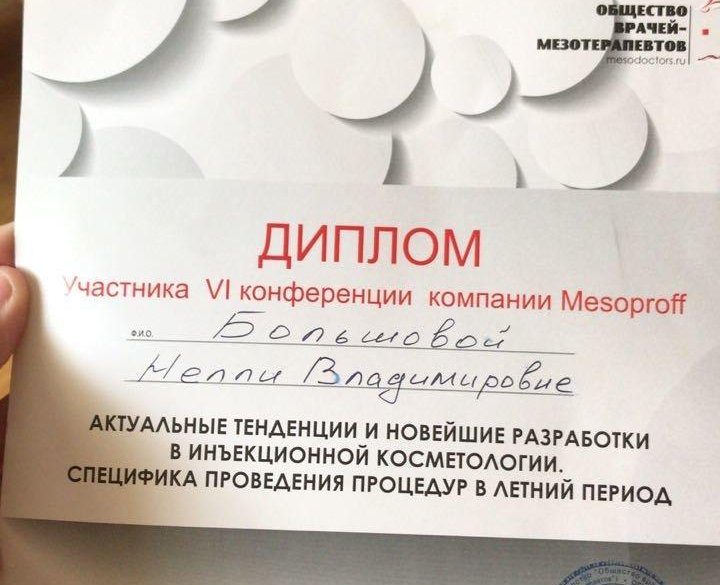 ОБЩЕСТВО
ВРАЧЕЙ-
МЕЗОТЕРАПЕВТОВ
mesodoctors.ru
ДИПЛОМ
Участника VI конференции компании Mesoproff
Ф.И.О. Большовой
Нелли Владимировне
АКТУАЛЬНЫЕ ТЕНДЕНЦИИ И НОВЕЙШИЕ РАЗРАБОТКИ
В ИНЪЕКЦИОННОЙ КОСМЕТОЛОГИИ.
СПЕЦИФИКА ПРОВЕДЕНИЯ ПРОЦЕДУР В ЛЕТНИЙ ПЕРИОД